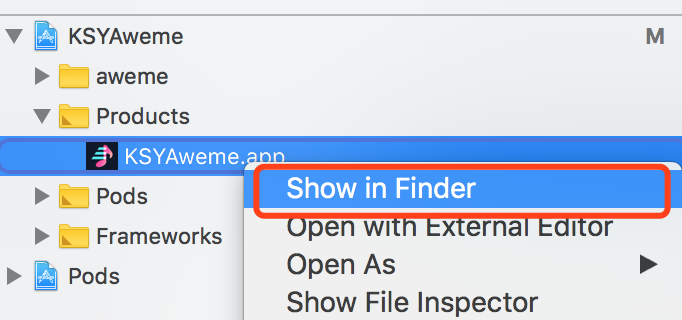 KSYAweme M
aweme
Products
KSYAweme.app
Show in Finder
Pods
Open with External Editor
Frameworks
Open As
Pods
Show File Inspector